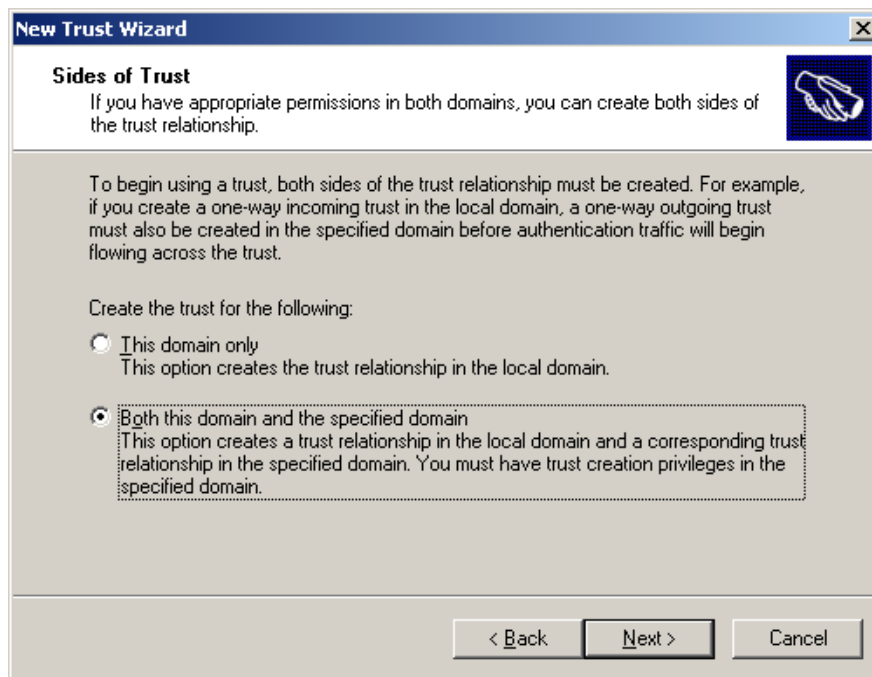 New Trust Wizard
Sides of Trust
If you have appropriate permissions in both domains, you can create both sides of
the trust relationship.
To begin using a trust, both sides of the trust relationship must be created. For example,
if you create a one-way incoming trust in the local domain, a one-way outgoing trust
must also be created in the specified domain before authentication traffic will begin
flowing across the trust.
Create the trust for the following:
This domain only
This option creates the trust relationship in the local domain.
Both this domain and the specified domain
This option creates a trust relationship in the local domain and a corresponding trust
relationship in the specified domain. You must have trust creation privileges in the
specified domain.
< Back Next > Cancel